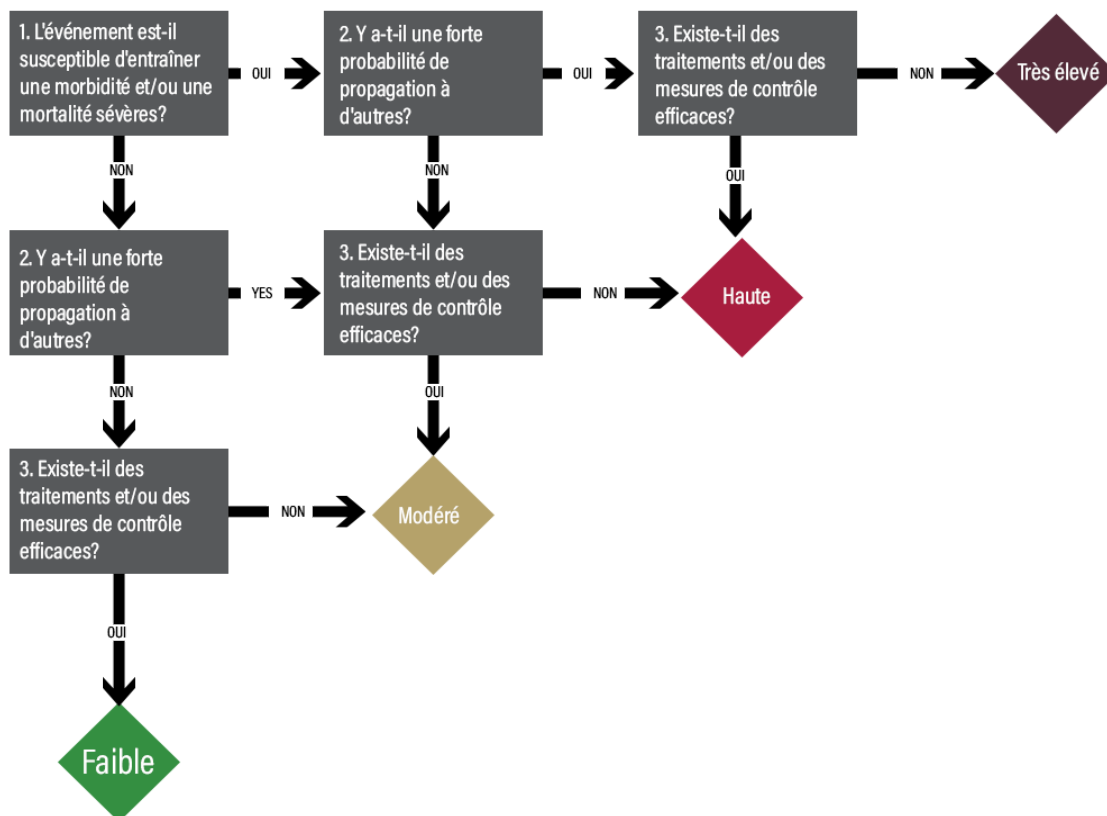 1. L'événement est-il
susceptible d'entraîner
une morbidité et/ou une
mortalité sévères?
OUI
2. Y a-t-il une forte
probabilité de
propagation à
d'autres?
OUI
3. Existe-t-il des
traitements et/ou des
mesures de contrôle
efficaces?
NON
Très élevé
NON
NON
OUI
2. Y a-t-il une forte
probabilité de
propagation à
d'autres?
YES
3. Existe-t-il des
traitements et/ou des
mesures de contrôle
efficaces?
NON
Haute
NON
OUI
3. Existe-t-il des
traitements et/ou des
mesures de contrôle
efficaces?
NON
Modéré
OUI
Faible